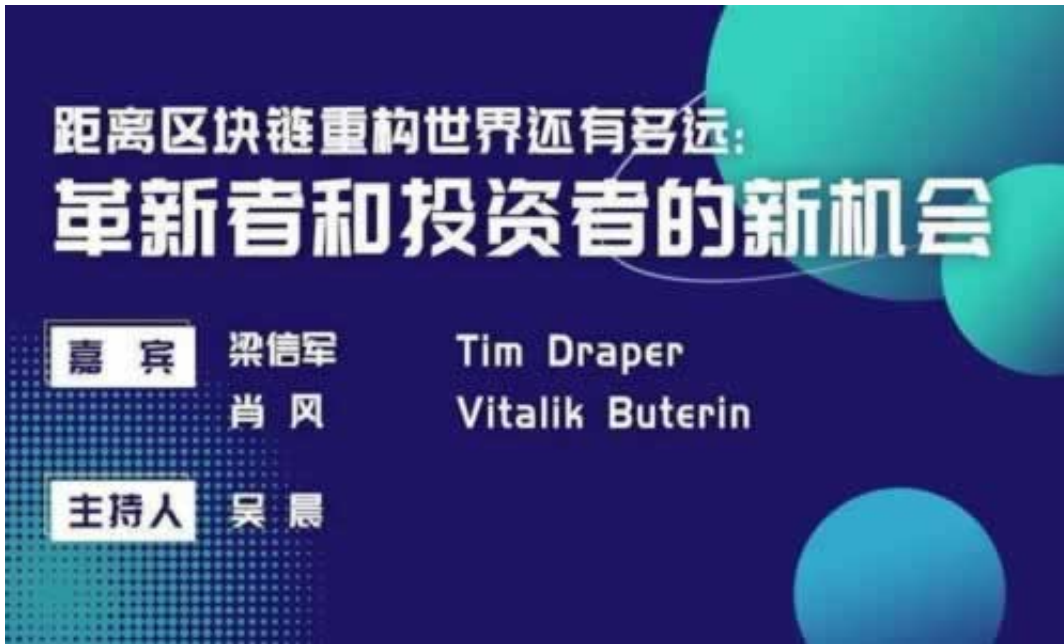 距离区块链重构世界还有多远:
革新者和投资者的新机会
嘉 宾 梁信军 Tim Draper
肖 风 Vitalik Buterin
主持人 吴 晨